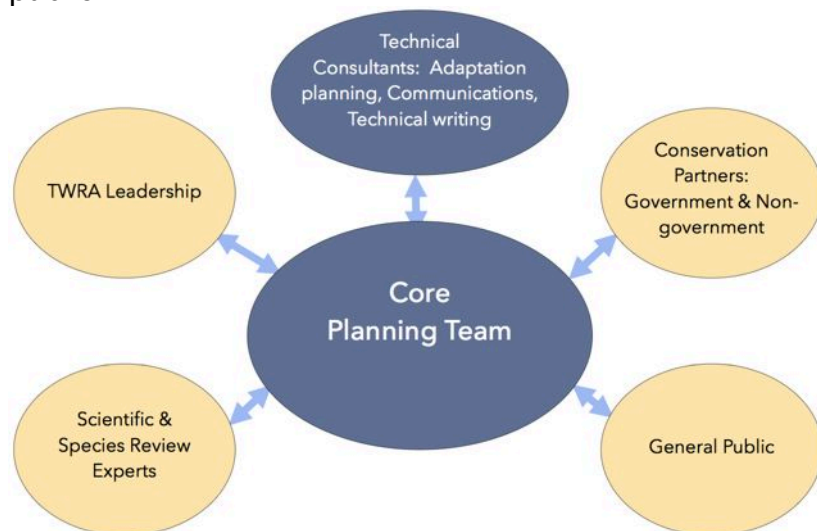 Technical
Consultants: Adaptation
planning, Communications,
Technical writing
TWRA Leadership
Conservation
Partners:
Government & Non-
government
Core
Planning Team
Scientific &
Species Review
Experts
General Public